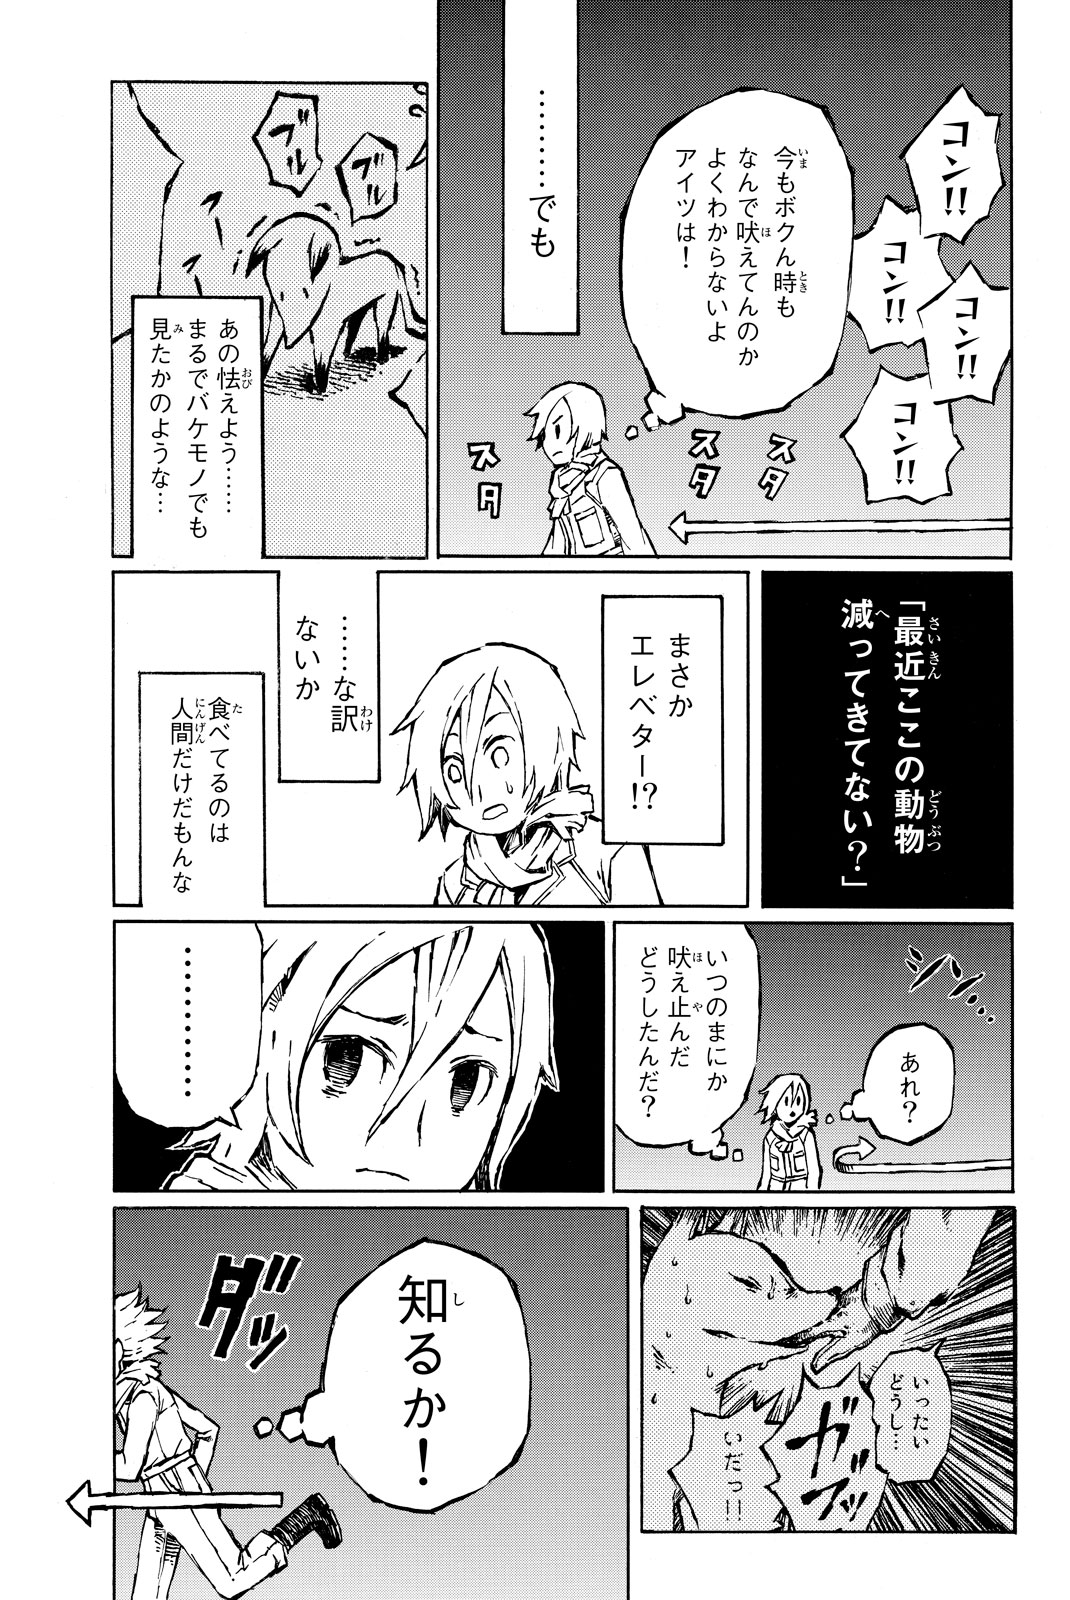 コン!!
コン!!
コン!!
コン!!
今もボクん時も
なんで吠えてんのか
よくわからないよ
アイツは!
スタ
スタ
スタ
………でも
ブル
ブル
あの怯えよう……
まるでバケモノでも
見たかのような…
「最近ここの動物
減ってきてない?」
まさか
エレベター!?
……な訳
ないか
食べてるのは
人間だけだもんな
シン…
あれ?
いつのまにか
吠え止んだ
どうしたんだ?
…………
いったい
どうし…
ガブッ
いだっ!!
知るか!
ダッ